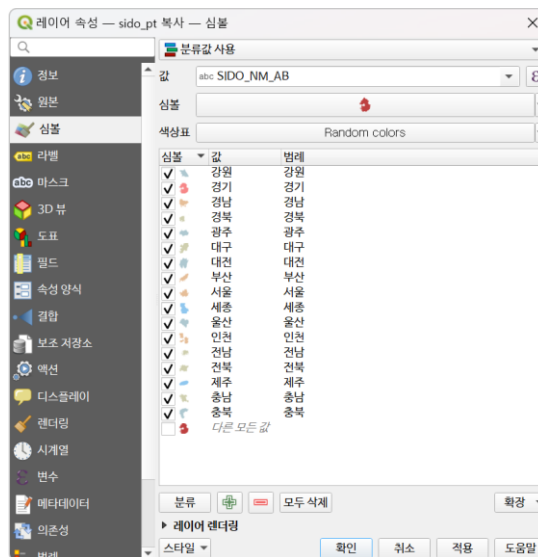 레이어 속성 — sido_pt 복사 — 심볼
정보
원본
심볼
abc 라벨
abc 마스크
3D 뷰
도표
필드
속성 양식
결합
보조 저장소
액션
디스플레이
렌더링
시계열
변수
메타데이터
의존성
범례
분류값 사용
값 abc SIDO_NM_AB
심볼
색상표 Random colors
심볼 값 범례
강원 강원
경기 경기
경남 경남
경북 경북
광주 광주
대구 대구
대전 대전
부산 부산
서울 서울
세종 세종
울산 울산
인천 인천
전남 전남
전북 전북
제주 제주
충남 충남
충북 충북
다른 모든 값
분류 모두 삭제 확장
레이어 렌더링
스타일 확인 취소 적용 도움말